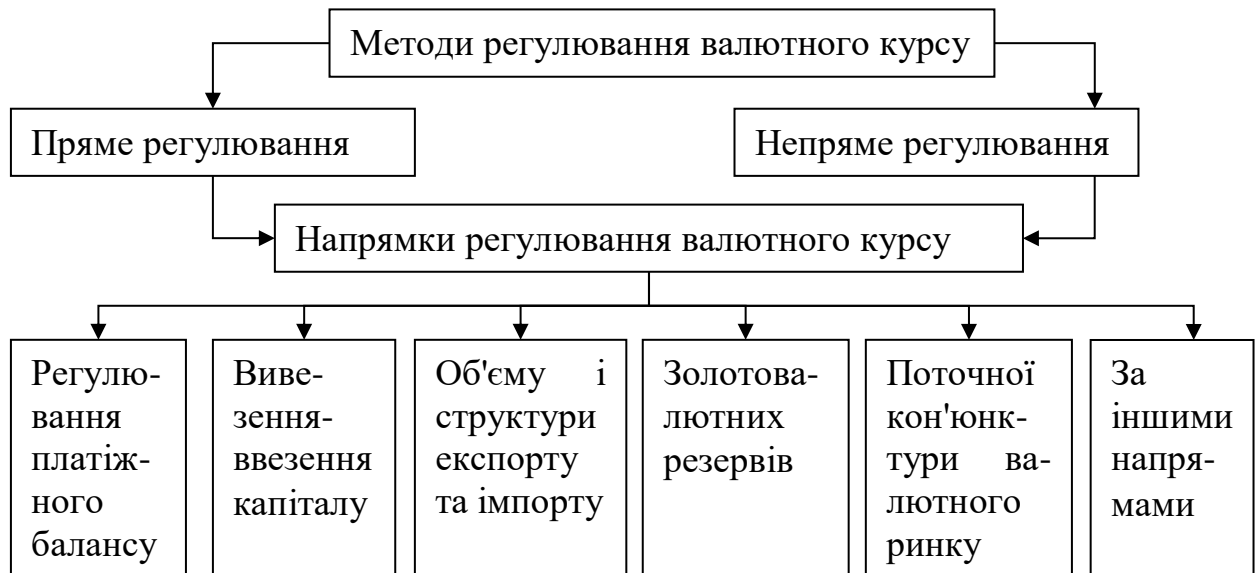 Методи регулювання валютного курсу
Пряме регулювання
Непряме регулювання
Напрямки регулювання валютного курсу
Регулю-
вання
платіж-
ного
балансу
Виве-
зення-
ввезення
капіталу
Об'єму і
структури
експорту
та імпорту
Золотова-
лютних
резервів
Поточної
кон'юнк-
тури ва-
лютного
ринку
За
іншими
напря-
мами